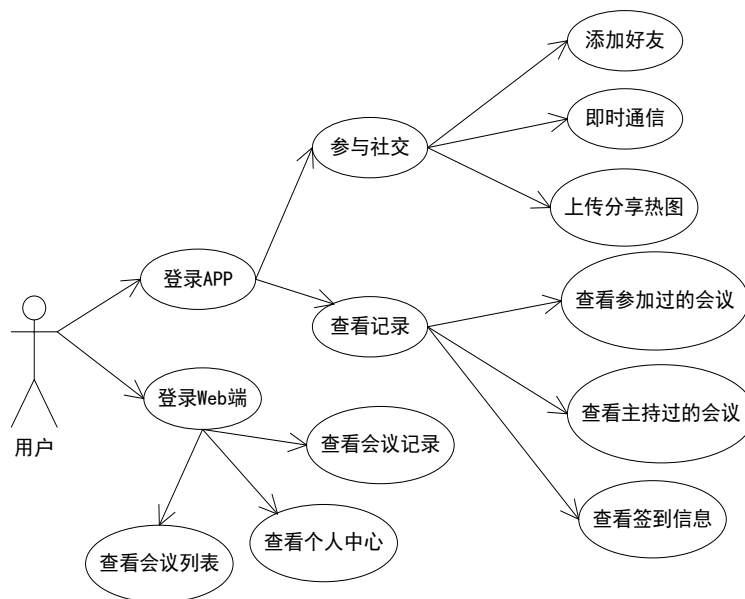 添加好友
即时通信
参与社交
上传分享热图
登录APP
查看参加过的会议
查看记录
登录Web端
查看主持过的会议
用户
查看会议记录
查看签到信息
查看个人中心
查看会议列表